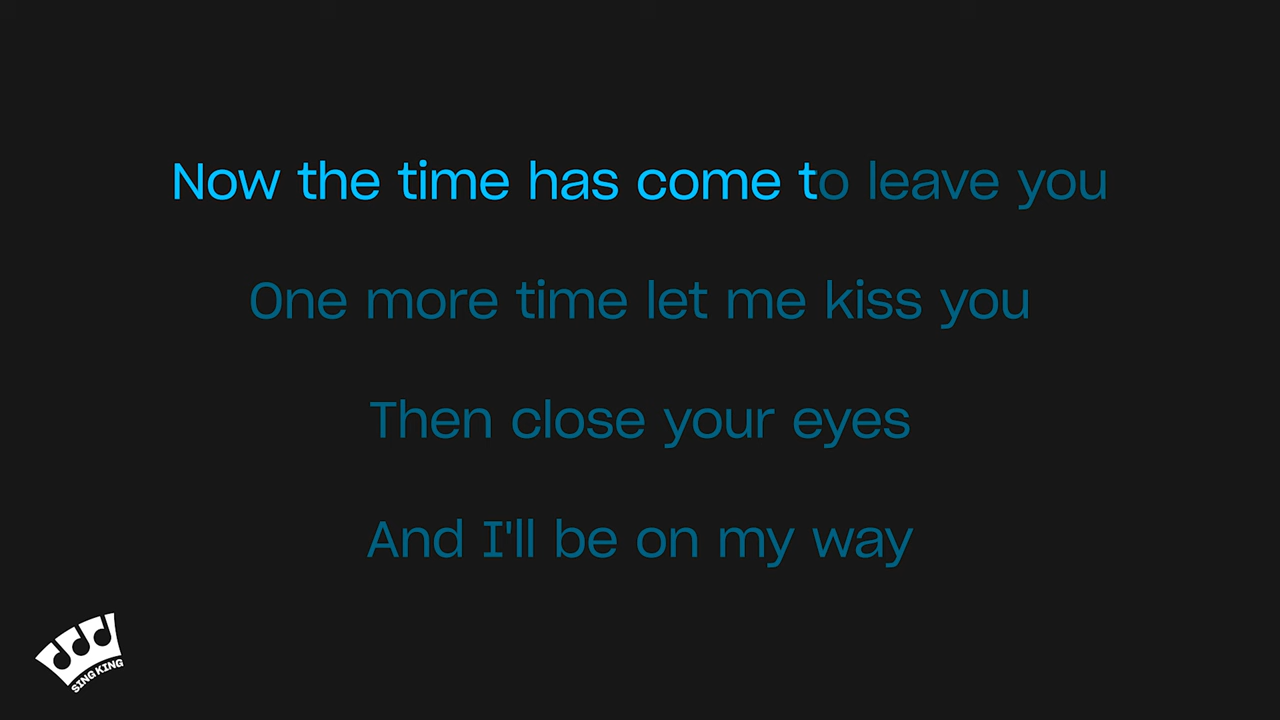 Now the time has come to leave you
One more time let me kiss you
Then close your eyes
And I'll be on my way
SING KING